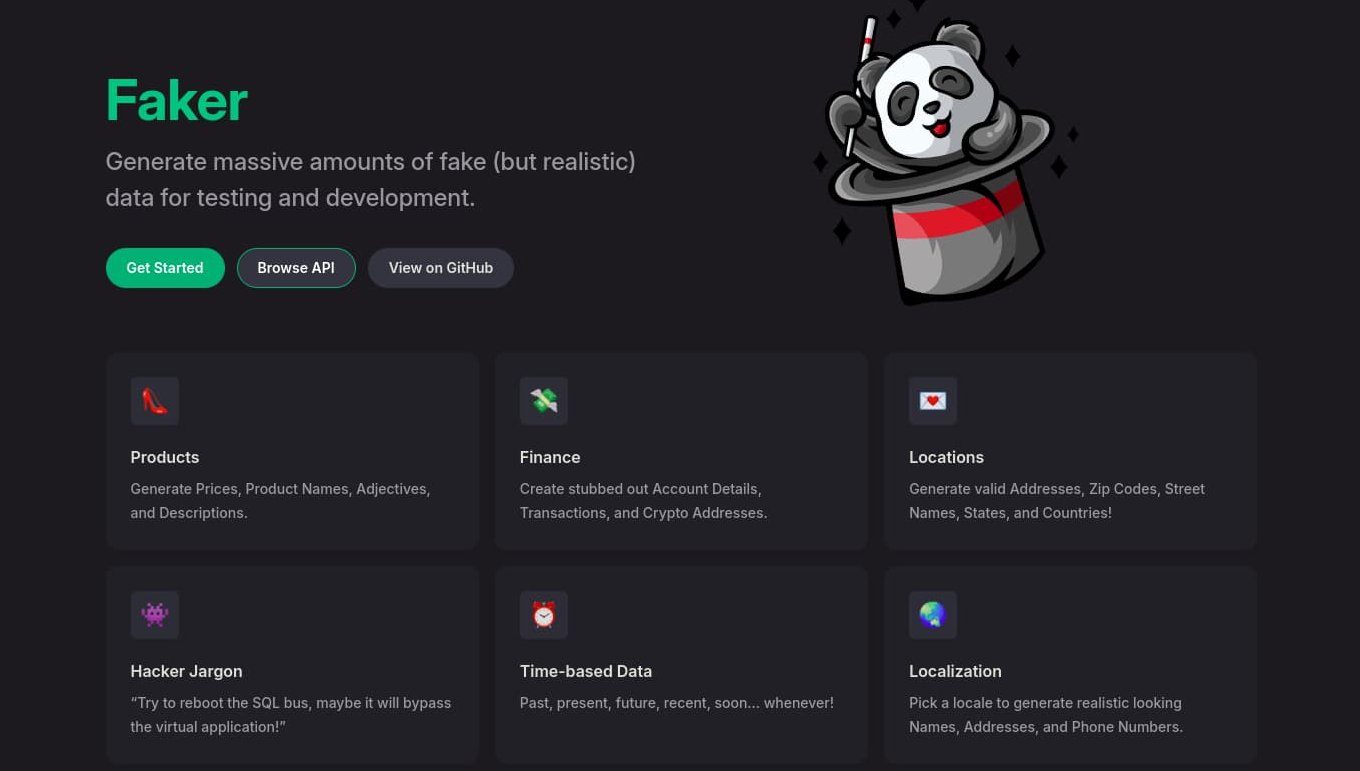 Faker
Generate massive amounts of fake (but realistic)
data for testing and development.
Get Started
Browse API
View on GitHub
Products
Generate Prices, Product Names, Adjectives,
and Descriptions.
Finance
Create stubbed out Account Details,
Transactions, and Crypto Addresses.
Locations
Generate valid Addresses, Zip Codes, Street
Names, States, and Countries!
Hacker Jargon
“Try to reboot the SQL bus, maybe it will bypass
the virtual application!”
Time-based Data
Past, present, future, recent, soon... whenever!
Localization
Pick a locale to generate realistic looking
Names, Addresses, and Phone Numbers.